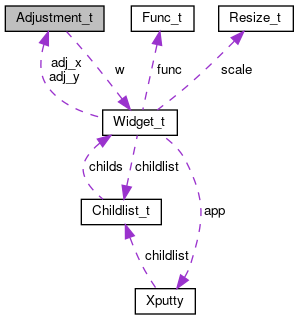 Adjustment_t
Func_t
Resize_t
adj_x
adj_y
w
func
scale
Widget_t
childs
childlist
app
Childlist_t
childlist
Xputty